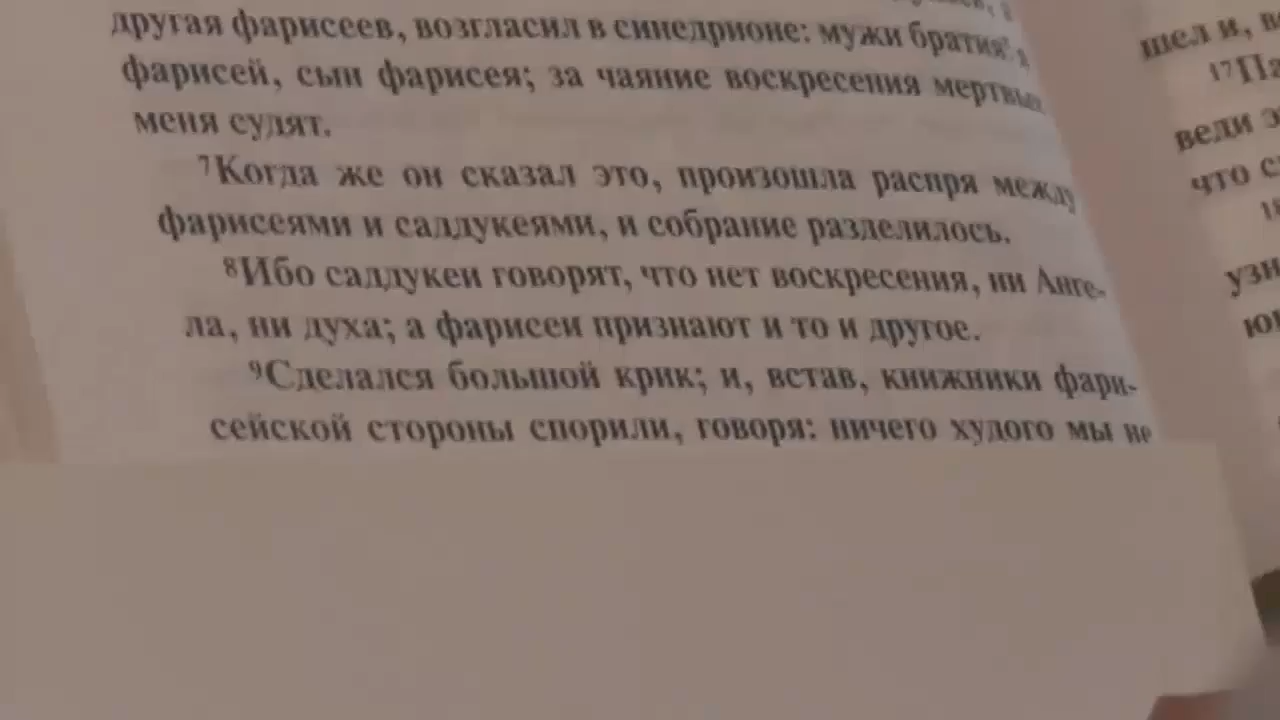 другая фарисеев, возгласил в синедрионе: мужи братия! я
фарисей, сын фарисея; за чаяние воскресения мертвых
меня судят.
⁷Когда же он сказал это, произошла распря между
фарисеями и саддукеями, и собрание разделилось.
⁸Ибо саддукеи говорят, что нет воскресения, ни Анге-
ла, ни духа; а фарисеи признают и то и другое.
⁹Сделался большой крик; и, встав, книжники фари-
сейской стороны спорили, говоря: ничего худого мы не
шел и,
¹⁷Па
вели э
что с
узн